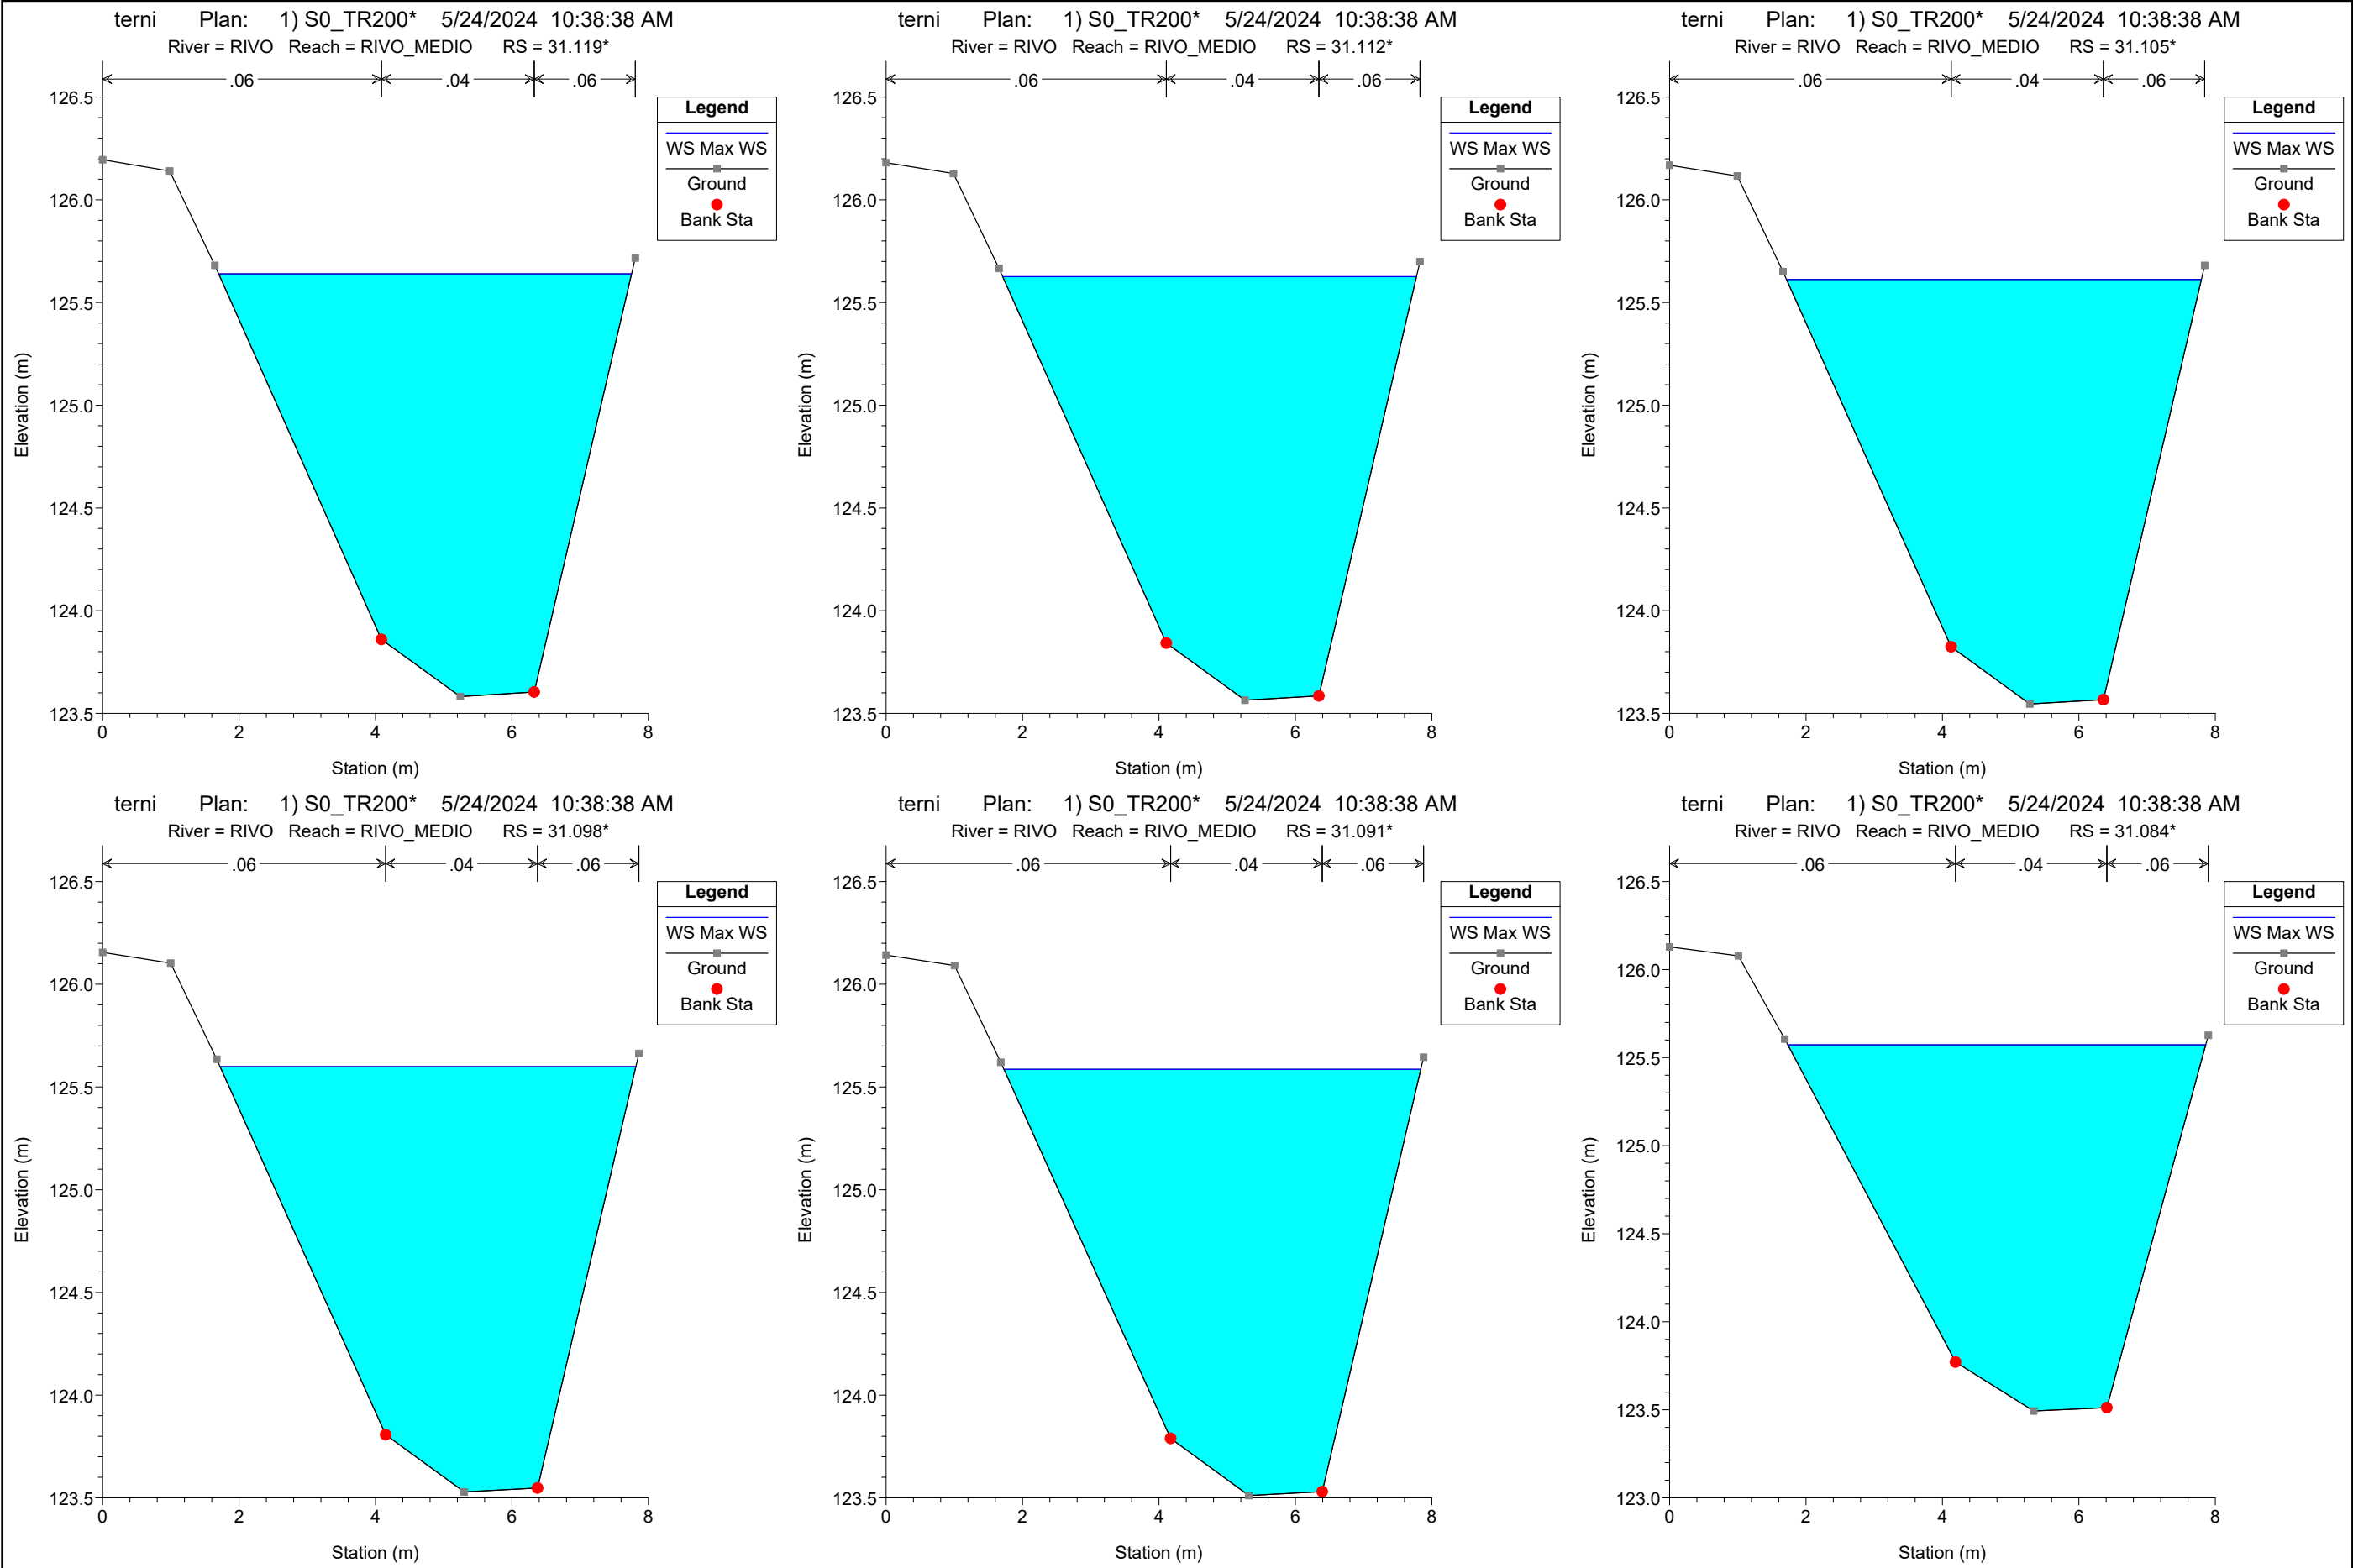 terni Plan: 1) S0_TR200* 5/24/2024 10:38:38 AM
River = RIVO Reach = RIVO_MEDIO RS = 31.119*
.06 .04 .06
126.5
126.0
125.5
125.0
124.5
124.0
123.5
0 2 4 6 8
Station (m)
Elevation (m)
Legend
WS Max WS
Ground
Bank Sta
terni Plan: 1) S0_TR200* 5/24/2024 10:38:38 AM
River = RIVO Reach = RIVO_MEDIO RS = 31.112*
.06 .04 .06
126.5
126.0
125.5
125.0
124.5
124.0
123.5
0 2 4 6 8
Station (m)
Elevation (m)
Legend
WS Max WS
Ground
Bank Sta
terni Plan: 1) S0_TR200* 5/24/2024 10:38:38 AM
River = RIVO Reach = RIVO_MEDIO RS = 31.105*
.06 .04 .06
126.5
126.0
125.5
125.0
124.5
124.0
123.5
0 2 4 6 8
Station (m)
Elevation (m)
Legend
WS Max WS
Ground
Bank Sta
terni Plan: 1) S0_TR200* 5/24/2024 10:38:38 AM
River = RIVO Reach = RIVO_MEDIO RS = 31.098*
.06 .04 .06
126.5
126.0
125.5
125.0
124.5
124.0
123.5
0 2 4 6 8
Station (m)
Elevation (m)
Legend
WS Max WS
Ground
Bank Sta
terni Plan: 1) S0_TR200* 5/24/2024 10:38:38 AM
River = RIVO Reach = RIVO_MEDIO RS = 31.091*
.06 .04 .06
126.5
126.0
125.5
125.0
124.5
124.0
123.5
0 2 4 6 8
Station (m)
Elevation (m)
Legend
WS Max WS
Ground
Bank Sta
terni Plan: 1) S0_TR200* 5/24/2024 10:38:38 AM
River = RIVO Reach = RIVO_MEDIO RS = 31.084*
.06 .04 .06
126.5
126.0
125.5
125.0
124.5
124.0
123.5
123.0
0 2 4 6 8
Station (m)
Elevation (m)
Legend
WS Max WS
Ground
Bank Sta